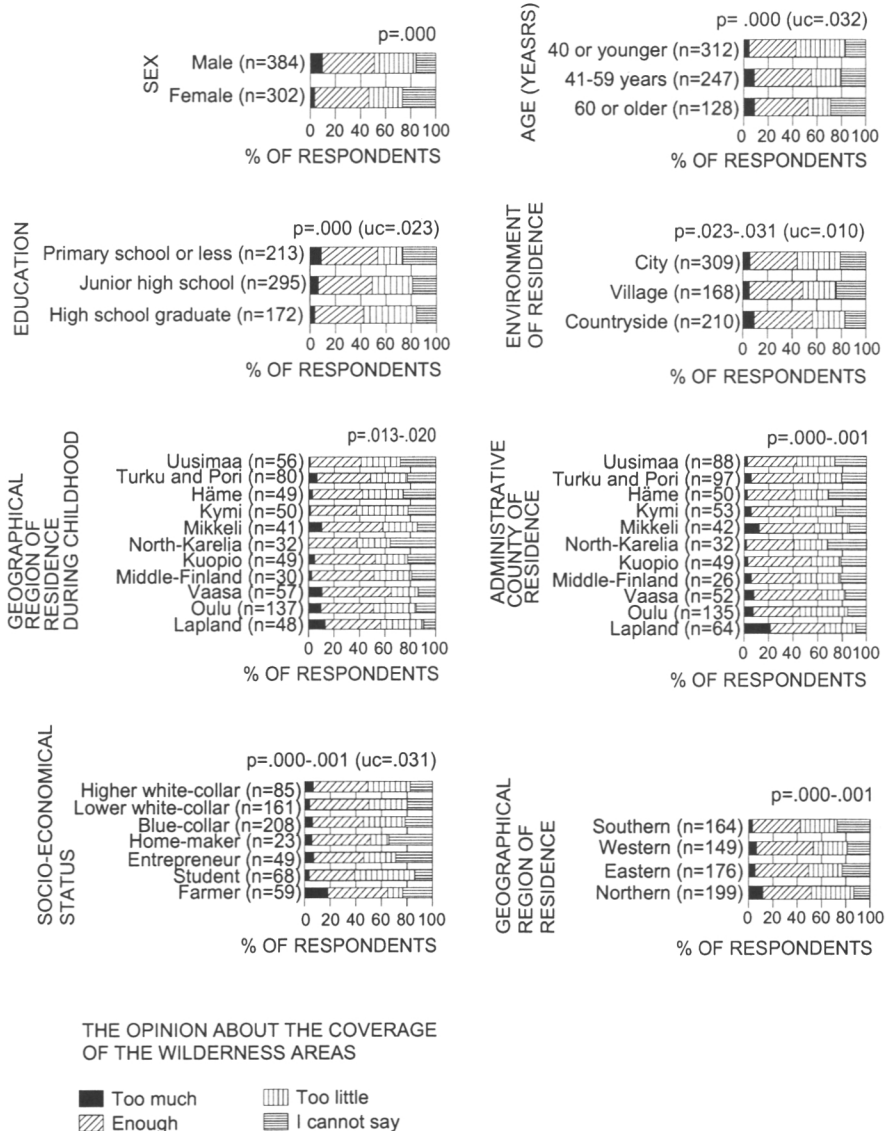 p=.000
SEX
Male (n=384)
Female (n=302)
0 20 40 60 80 100
% OF RESPONDENTS
p= .000 (uc=.032)
AGE (YEASRS)
40 or younger (n=312)
41-59 years (n=247)
60 or older (n=128)
0 20 40 60 80 100
% OF RESPONDENTS
p=.000 (uc=.023)
EDUCATION
Primary school or less (n=213)
Junior high school (n=295)
High school graduate (n=172)
0 20 40 60 80 100
% OF RESPONDENTS
p=.023-.031 (uc=.010)
ENVIRONMENT
OF RESIDENCE
City (n=309)
Village (n=168)
Countryside (n=210)
0 20 40 60 80 100
% OF RESPONDENTS
p=.013-.020
GEOGRAPHICAL
REGION OF
RESIDENCE
DURING CHILDHOOD
Uusimaa (n=56)
Turku and Pori (n=80)
Häme (n=49)
Kymi (n=50)
Mikkeli (n=41)
North-Karelia (n=32)
Kuopio (n=49)
Middle-Finland (n=30)
Vaasa (n=57)
Oulu (n=137)
Lapland (n=48)
0 20 40 60 80 100
% OF RESPONDENTS
p=.000-.001
ADMINISTRATIVE
COUNTY OF
RESIDENCE
Uusimaa (n=88)
Turku and Pori (n=97)
Häme (n=50)
Kymi (n=53)
Mikkeli (n=42)
North-Karelia (n=32)
Kuopio (n=49)
Middle-Finland (n=26)
Vaasa (n=52)
Oulu (n=135)
Lapland (n=64)
0 20 40 60 80 100
% OF RESPONDENTS
p=.000-.001 (uc=.031)
SOCIO-ECONOMICAL
STATUS
Higher white-collar (n=85)
Lower white-collar (n=161)
Blue-collar (n=208)
Home-maker (n=23)
Entrepreneur (n=49)
Student (n=68)
Farmer (n=59)
0 20 40 60 80 100
% OF RESPONDENTS
p=.000-.001
GEOGRAPHICAL
REGION OF
RESIDENCE
Southern (n=164)
Western (n=149)
Eastern (n=176)
Northern (n=199)
0 20 40 60 80 100
% OF RESPONDENTS
THE OPINION ABOUT THE COVERAGE
OF THE WILDERNESS AREAS
Too much
Too little
Enough
I cannot say